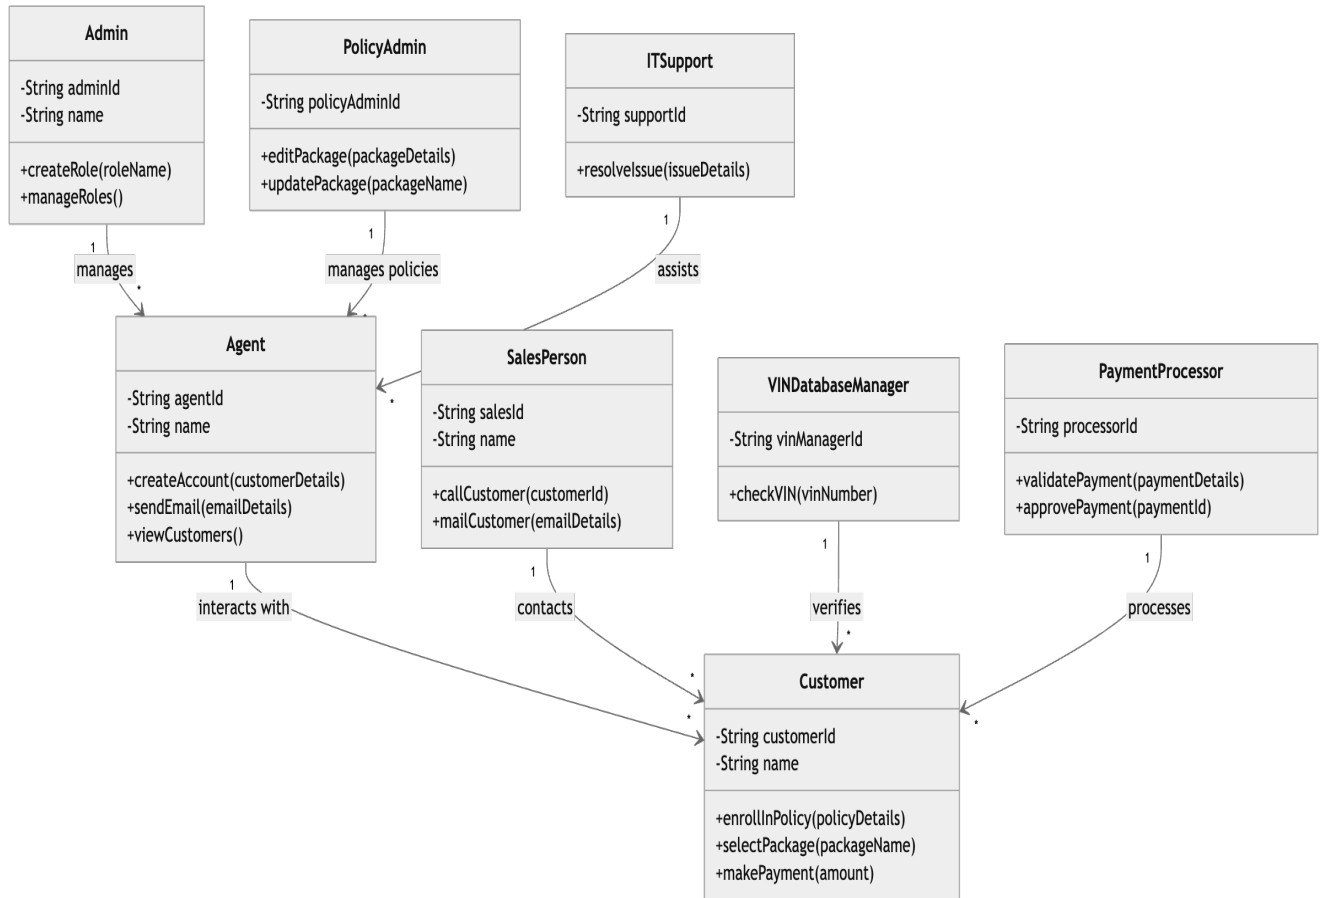 Admin
-String adminId
-String name
+createRole(roleName)
+manageRoles()
PolicyAdmin
-String policyAdminId
+editPackage(packageDetails)
+updatePackage(packageName)
ITSupport
-String supportId
+resolveIssue(issueDetails)
1
manages
*
1
manages policies
*
1
assists
*
Agent
-String agentId
-String name
+createAccount(customerDetails)
+sendEmail(emailDetails)
+viewCustomers()
SalesPerson
-String salesId
-String name
+callCustomer(customerId)
+mailCustomer(emailDetails)
VINDatabaseManager
-String vinManagerId
+checkVIN(vinNumber)
PaymentProcessor
-String processorId
+validatePayment(paymentDetails)
+approvePayment(paymentId)
1
interacts with
*
1
contacts
*
1
verifies
*
1
processes
*
Customer
-String customerId
-String name
+enrollInPolicy(policyDetails)
+selectPackage(packageName)
+makePayment(amount)